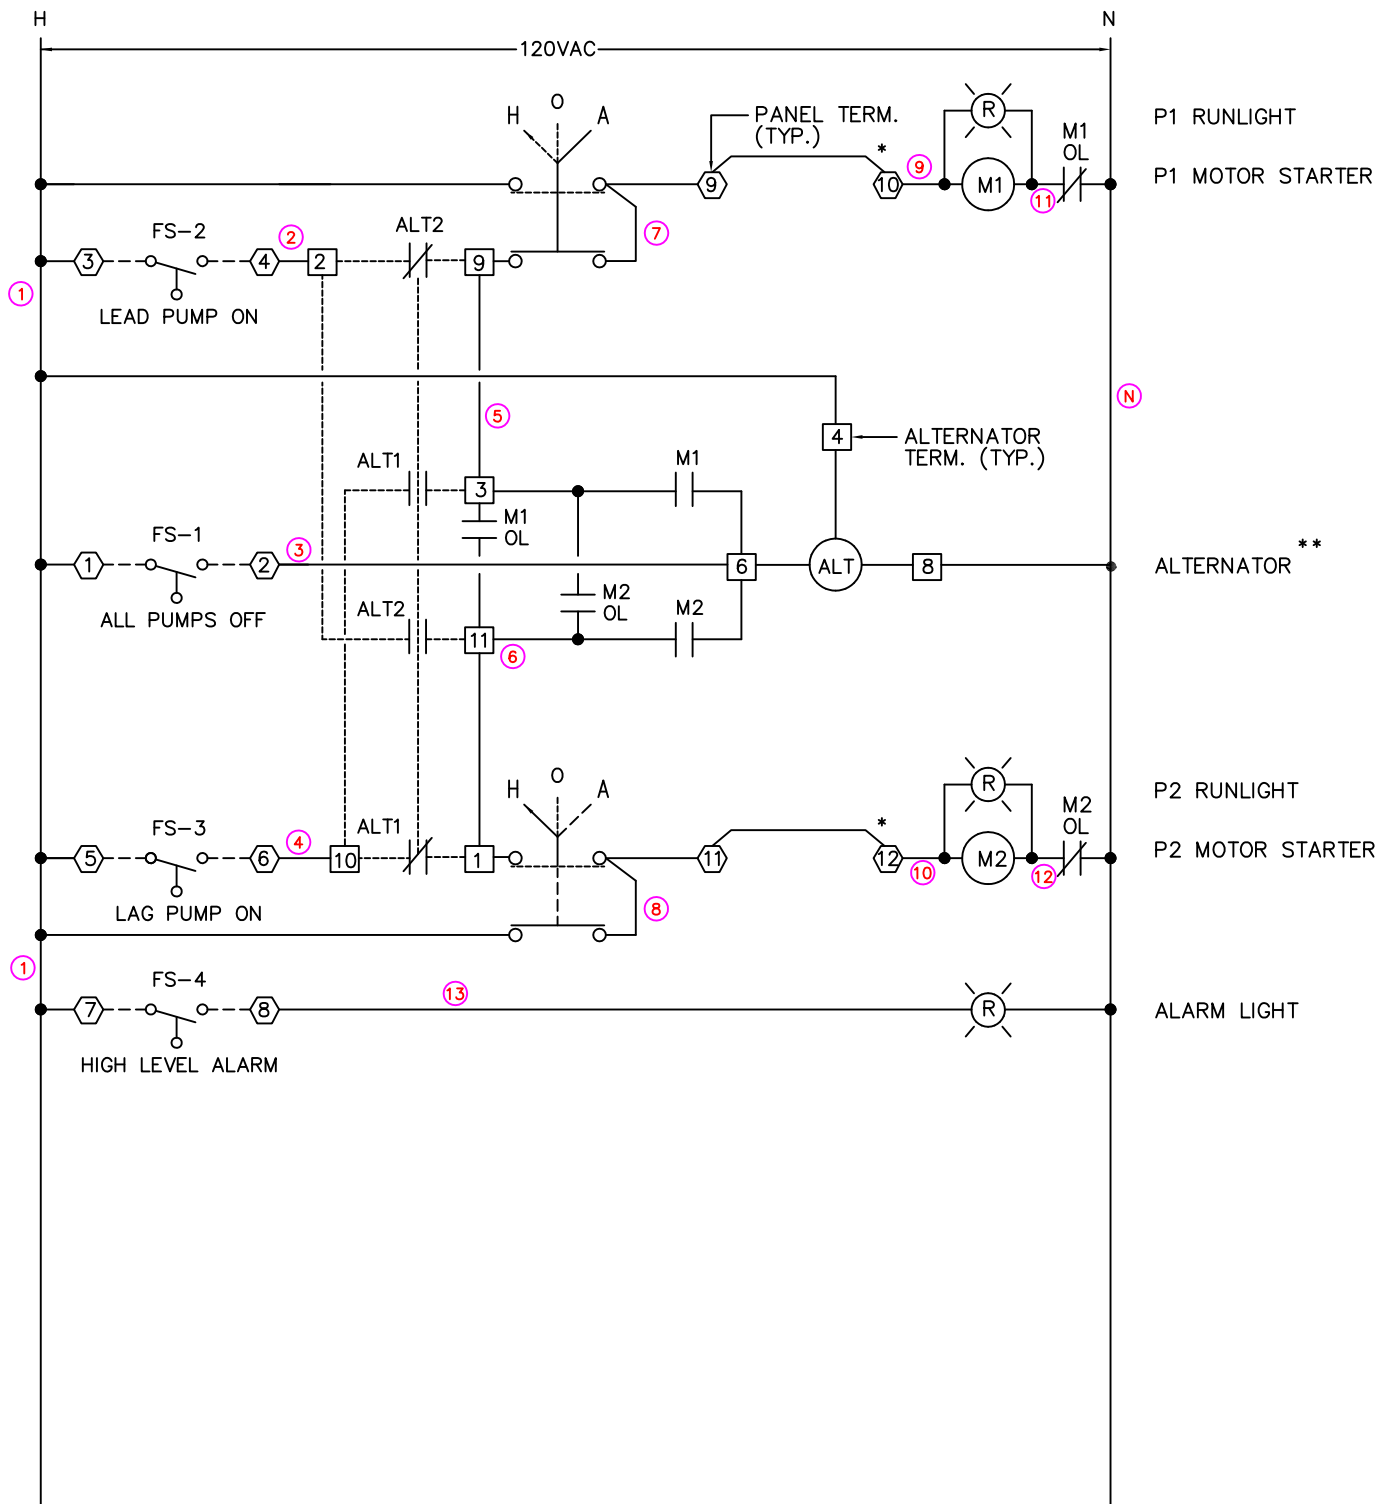 H
N
120VAC
H O A
PANEL TERM.
(TYP.)
*
R
P1 RUNLIGHT
M1
OL
9
10
9
M1
11
P1 MOTOR STARTER
FS-2
ALT2
7
3
4
2
2
9
1
LEAD PUMP ON
5
N
4
ALTERNATOR
TERM. (TYP.)
ALT1
M1
3
M1
OL
FS-1
1
2
3
6
ALT
8
ALTERNATOR **
ALL PUMPS OFF
ALT2
M2
OL
M2
11
6
H O A
R
P2 RUNLIGHT
FS-3
ALT1
*
M2
OL
5
6
4
10
1
11
12
10
M2
12
P2 MOTOR STARTER
LAG PUMP ON
8
1
FS-4
7
8
13
R
ALARM LIGHT
HIGH LEVEL ALARM